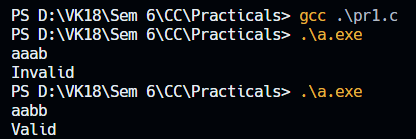 PS D:\VK18\Sem 6\CC\Practicals> gcc .\pr1.c
PS D:\VK18\Sem 6\CC\Practicals> .\a.exe
aaab
Invalid
PS D:\VK18\Sem 6\CC\Practicals> .\a.exe
aabb
Valid